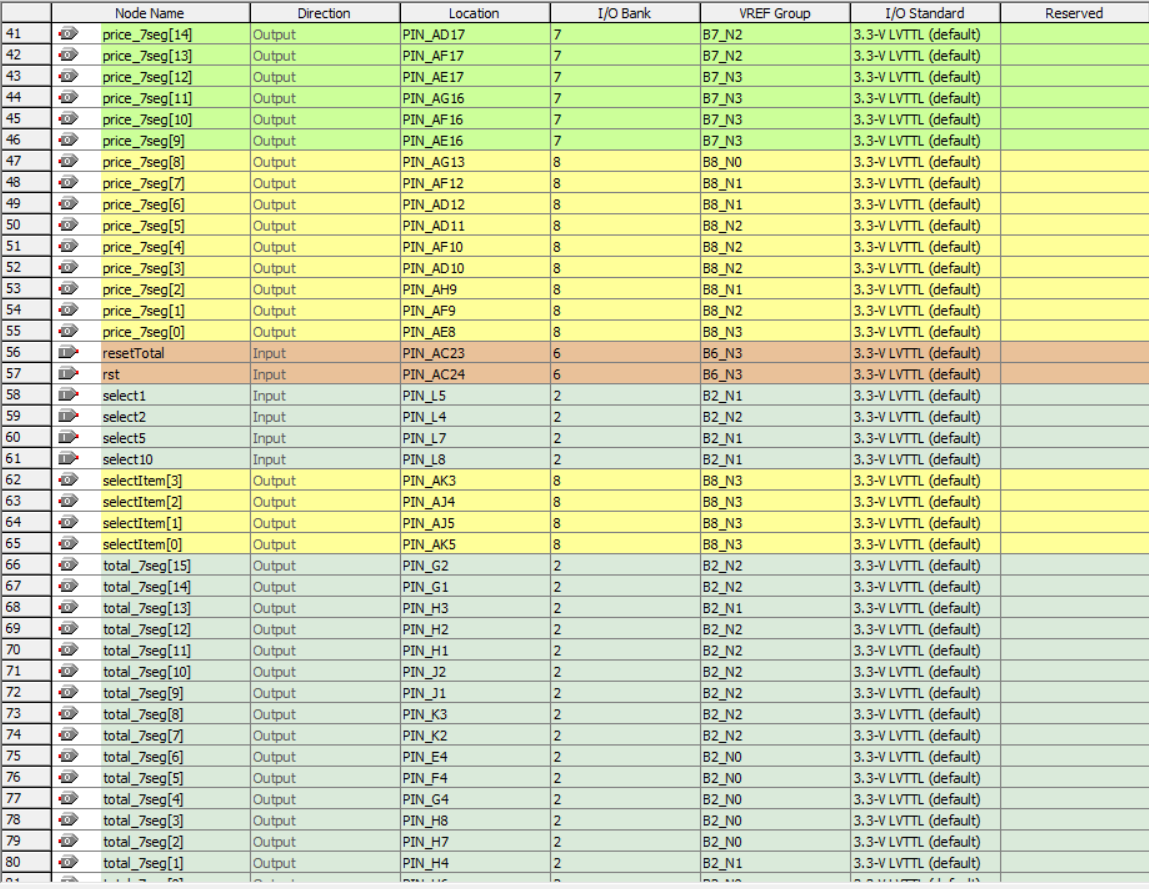 Node Name Direction Location I/O Bank VREF Group I/O Standard Reserved
41 price_7seg[14] Output PIN_AD17 7 B7_N2 3.3-V LVTTL (default)
42 price_7seg[13] Output PIN_AF17 7 B7_N2 3.3-V LVTTL (default)
43 price_7seg[12] Output PIN_AE17 7 B7_N3 3.3-V LVTTL (default)
44 price_7seg[11] Output PIN_AG16 7 B7_N3 3.3-V LVTTL (default)
45 price_7seg[10] Output PIN_AF16 7 B7_N3 3.3-V LVTTL (default)
46 price_7seg[9] Output PIN_AE16 7 B7_N3 3.3-V LVTTL (default)
47 price_7seg[8] Output PIN_AG13 8 B8_N0 3.3-V LVTTL (default)
48 price_7seg[7] Output PIN_AF12 8 B8_N1 3.3-V LVTTL (default)
49 price_7seg[6] Output PIN_AD12 8 B8_N1 3.3-V LVTTL (default)
50 price_7seg[5] Output PIN_AD11 8 B8_N2 3.3-V LVTTL (default)
51 price_7seg[4] Output PIN_AF10 8 B8_N2 3.3-V LVTTL (default)
52 price_7seg[3] Output PIN_AD10 8 B8_N2 3.3-V LVTTL (default)
53 price_7seg[2] Output PIN_AH9 8 B8_N1 3.3-V LVTTL (default)
54 price_7seg[1] Output PIN_AF9 8 B8_N2 3.3-V LVTTL (default)
55 price_7seg[0] Output PIN_AE8 8 B8_N3 3.3-V LVTTL (default)
56 resetTotal Input PIN_AC23 6 B6_N3 3.3-V LVTTL (default)
57 rst Input PIN_AC24 6 B6_N3 3.3-V LVTTL (default)
58 select1 Input PIN_L5 2 B2_N1 3.3-V LVTTL (default)
59 select2 Input PIN_L4 2 B2_N2 3.3-V LVTTL (default)
60 select5 Input PIN_L7 2 B2_N1 3.3-V LVTTL (default)
61 select10 Input PIN_L8 2 B2_N1 3.3-V LVTTL (default)
62 selectItem[3] Output PIN_AK3 8 B8_N3 3.3-V LVTTL (default)
63 selectItem[2] Output PIN_AJ4 8 B8_N3 3.3-V LVTTL (default)
64 selectItem[1] Output PIN_AJ5 8 B8_N3 3.3-V LVTTL (default)
65 selectItem[0] Output PIN_AK5 8 B8_N3 3.3-V LVTTL (default)
66 total_7seg[15] Output PIN_G2 2 B2_N2 3.3-V LVTTL (default)
67 total_7seg[14] Output PIN_G1 2 B2_N2 3.3-V LVTTL (default)
68 total_7seg[13] Output PIN_H3 2 B2_N1 3.3-V LVTTL (default)
69 total_7seg[12] Output PIN_H2 2 B2_N2 3.3-V LVTTL (default)
70 total_7seg[11] Output PIN_H1 2 B2_N2 3.3-V LVTTL (default)
71 total_7seg[10] Output PIN_J2 2 B2_N2 3.3-V LVTTL (default)
72 total_7seg[9] Output PIN_J1 2 B2_N2 3.3-V LVTTL (default)
73 total_7seg[8] Output PIN_K3 2 B2_N2 3.3-V LVTTL (default)
74 total_7seg[7] Output PIN_K2 2 B2_N2 3.3-V LVTTL (default)
75 total_7seg[6] Output PIN_E4 2 B2_N0 3.3-V LVTTL (default)
76 total_7seg[5] Output PIN_F4 2 B2_N0 3.3-V LVTTL (default)
77 total_7seg[4] Output PIN_G4 2 B2_N0 3.3-V LVTTL (default)
78 total_7seg[3] Output PIN_H8 2 B2_N0 3.3-V LVTTL (default)
79 total_7seg[2] Output PIN_H7 2 B2_N0 3.3-V LVTTL (default)
80 total_7seg[1] Output PIN_H4 2 B2_N1 3.3-V LVTTL (default)